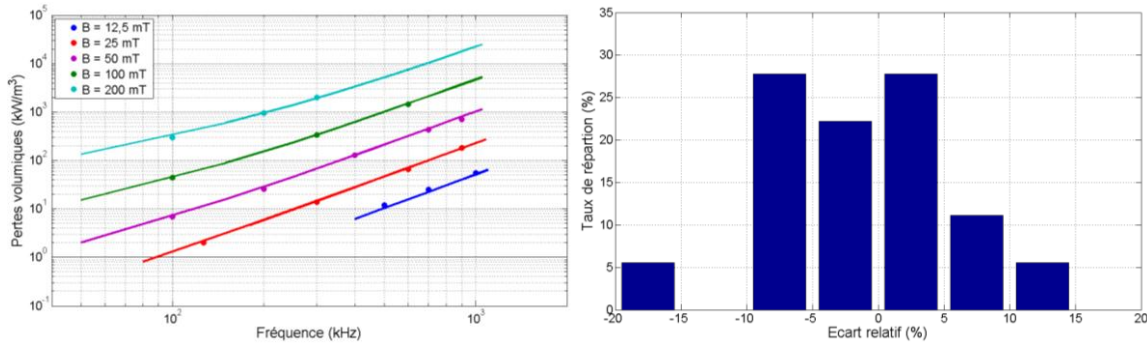 10^5
10^4
10^3
10^2
10^1
10^0
10^-1
Pertes volumiques (kW/m^3)
B = 12,5 mT
B = 25 mT
B = 50 mT
B = 100 mT
B = 200 mT
10^2
10^3
Fréquence (kHz)
35
30
25
20
15
10
5
0
Taux de répartion (%)
-20
-15
-10
-5
0
5
10
15
20
Ecart relatif (%)